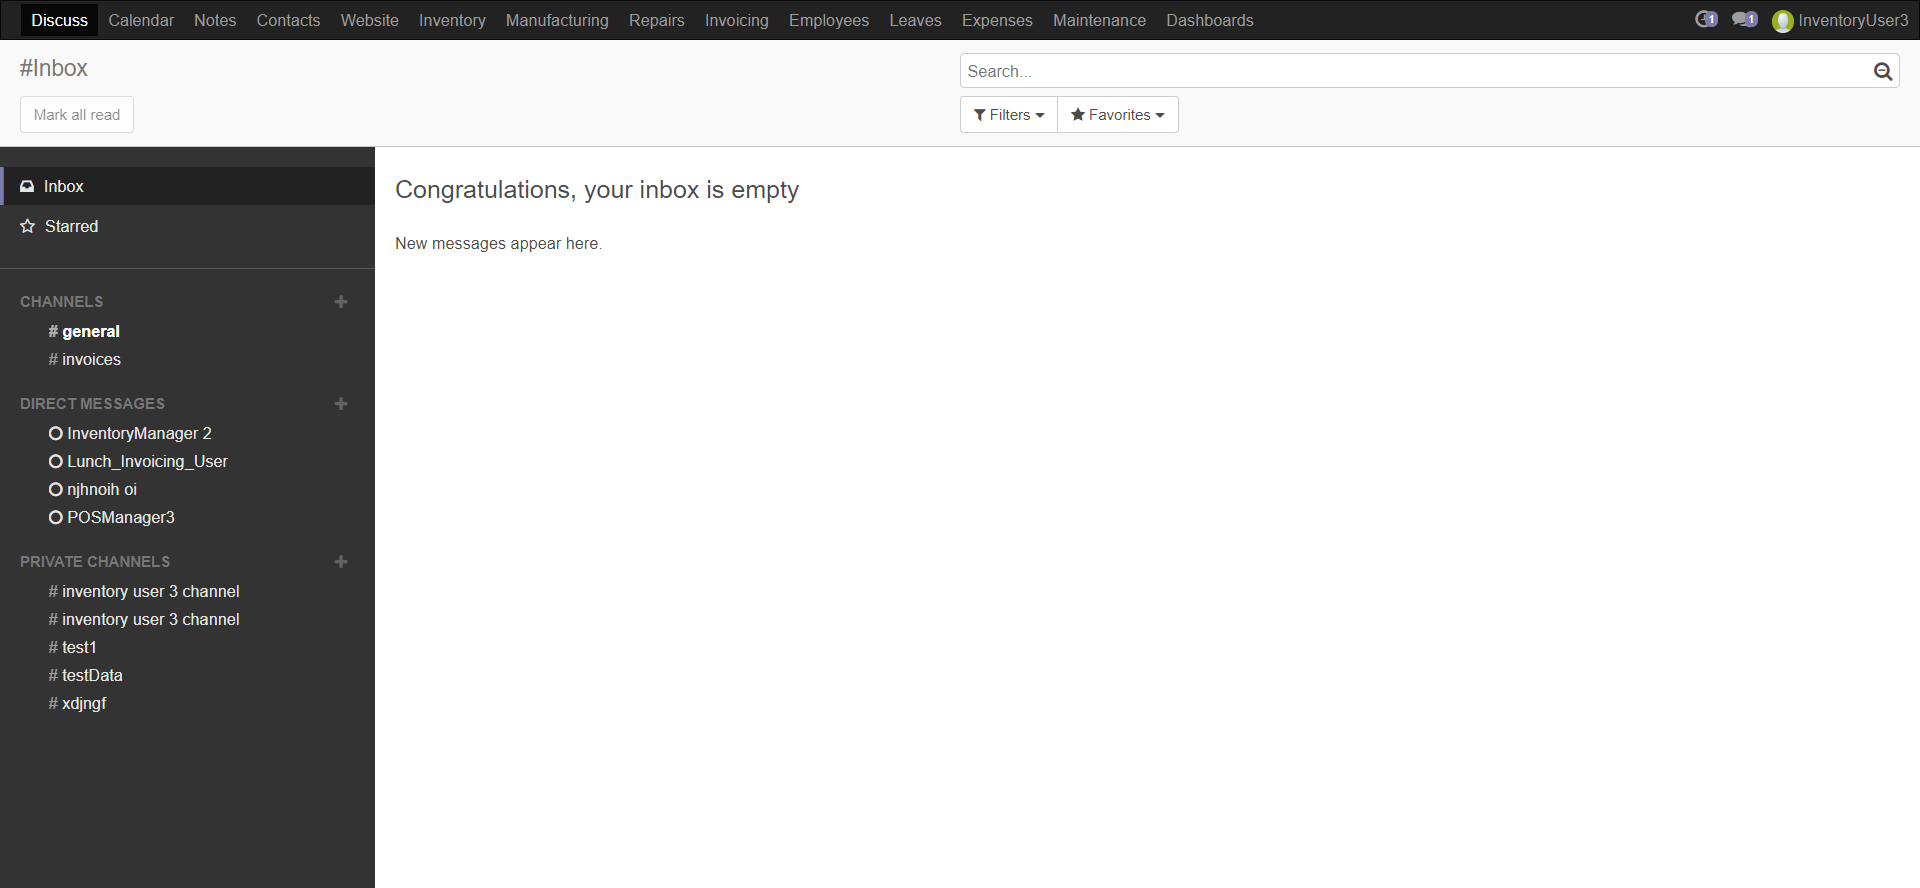 Discuss Calendar Notes Contacts Website Inventory Manufacturing Repairs Invoicing Employees Leaves Expenses Maintenance Dashboards 1 1 InventoryUser3
#Inbox
Search...
Mark all read
Filters Favorites
Inbox
Starred
Congratulations, your inbox is empty
New messages appear here.
CHANNELS
# general
# invoices
DIRECT MESSAGES
InventoryManager 2
Lunch_Invoicing_User
njhnoih oi
POSManager3
PRIVATE CHANNELS
# inventory user 3 channel
# inventory user 3 channel
# test1
# testData
# xdjngf